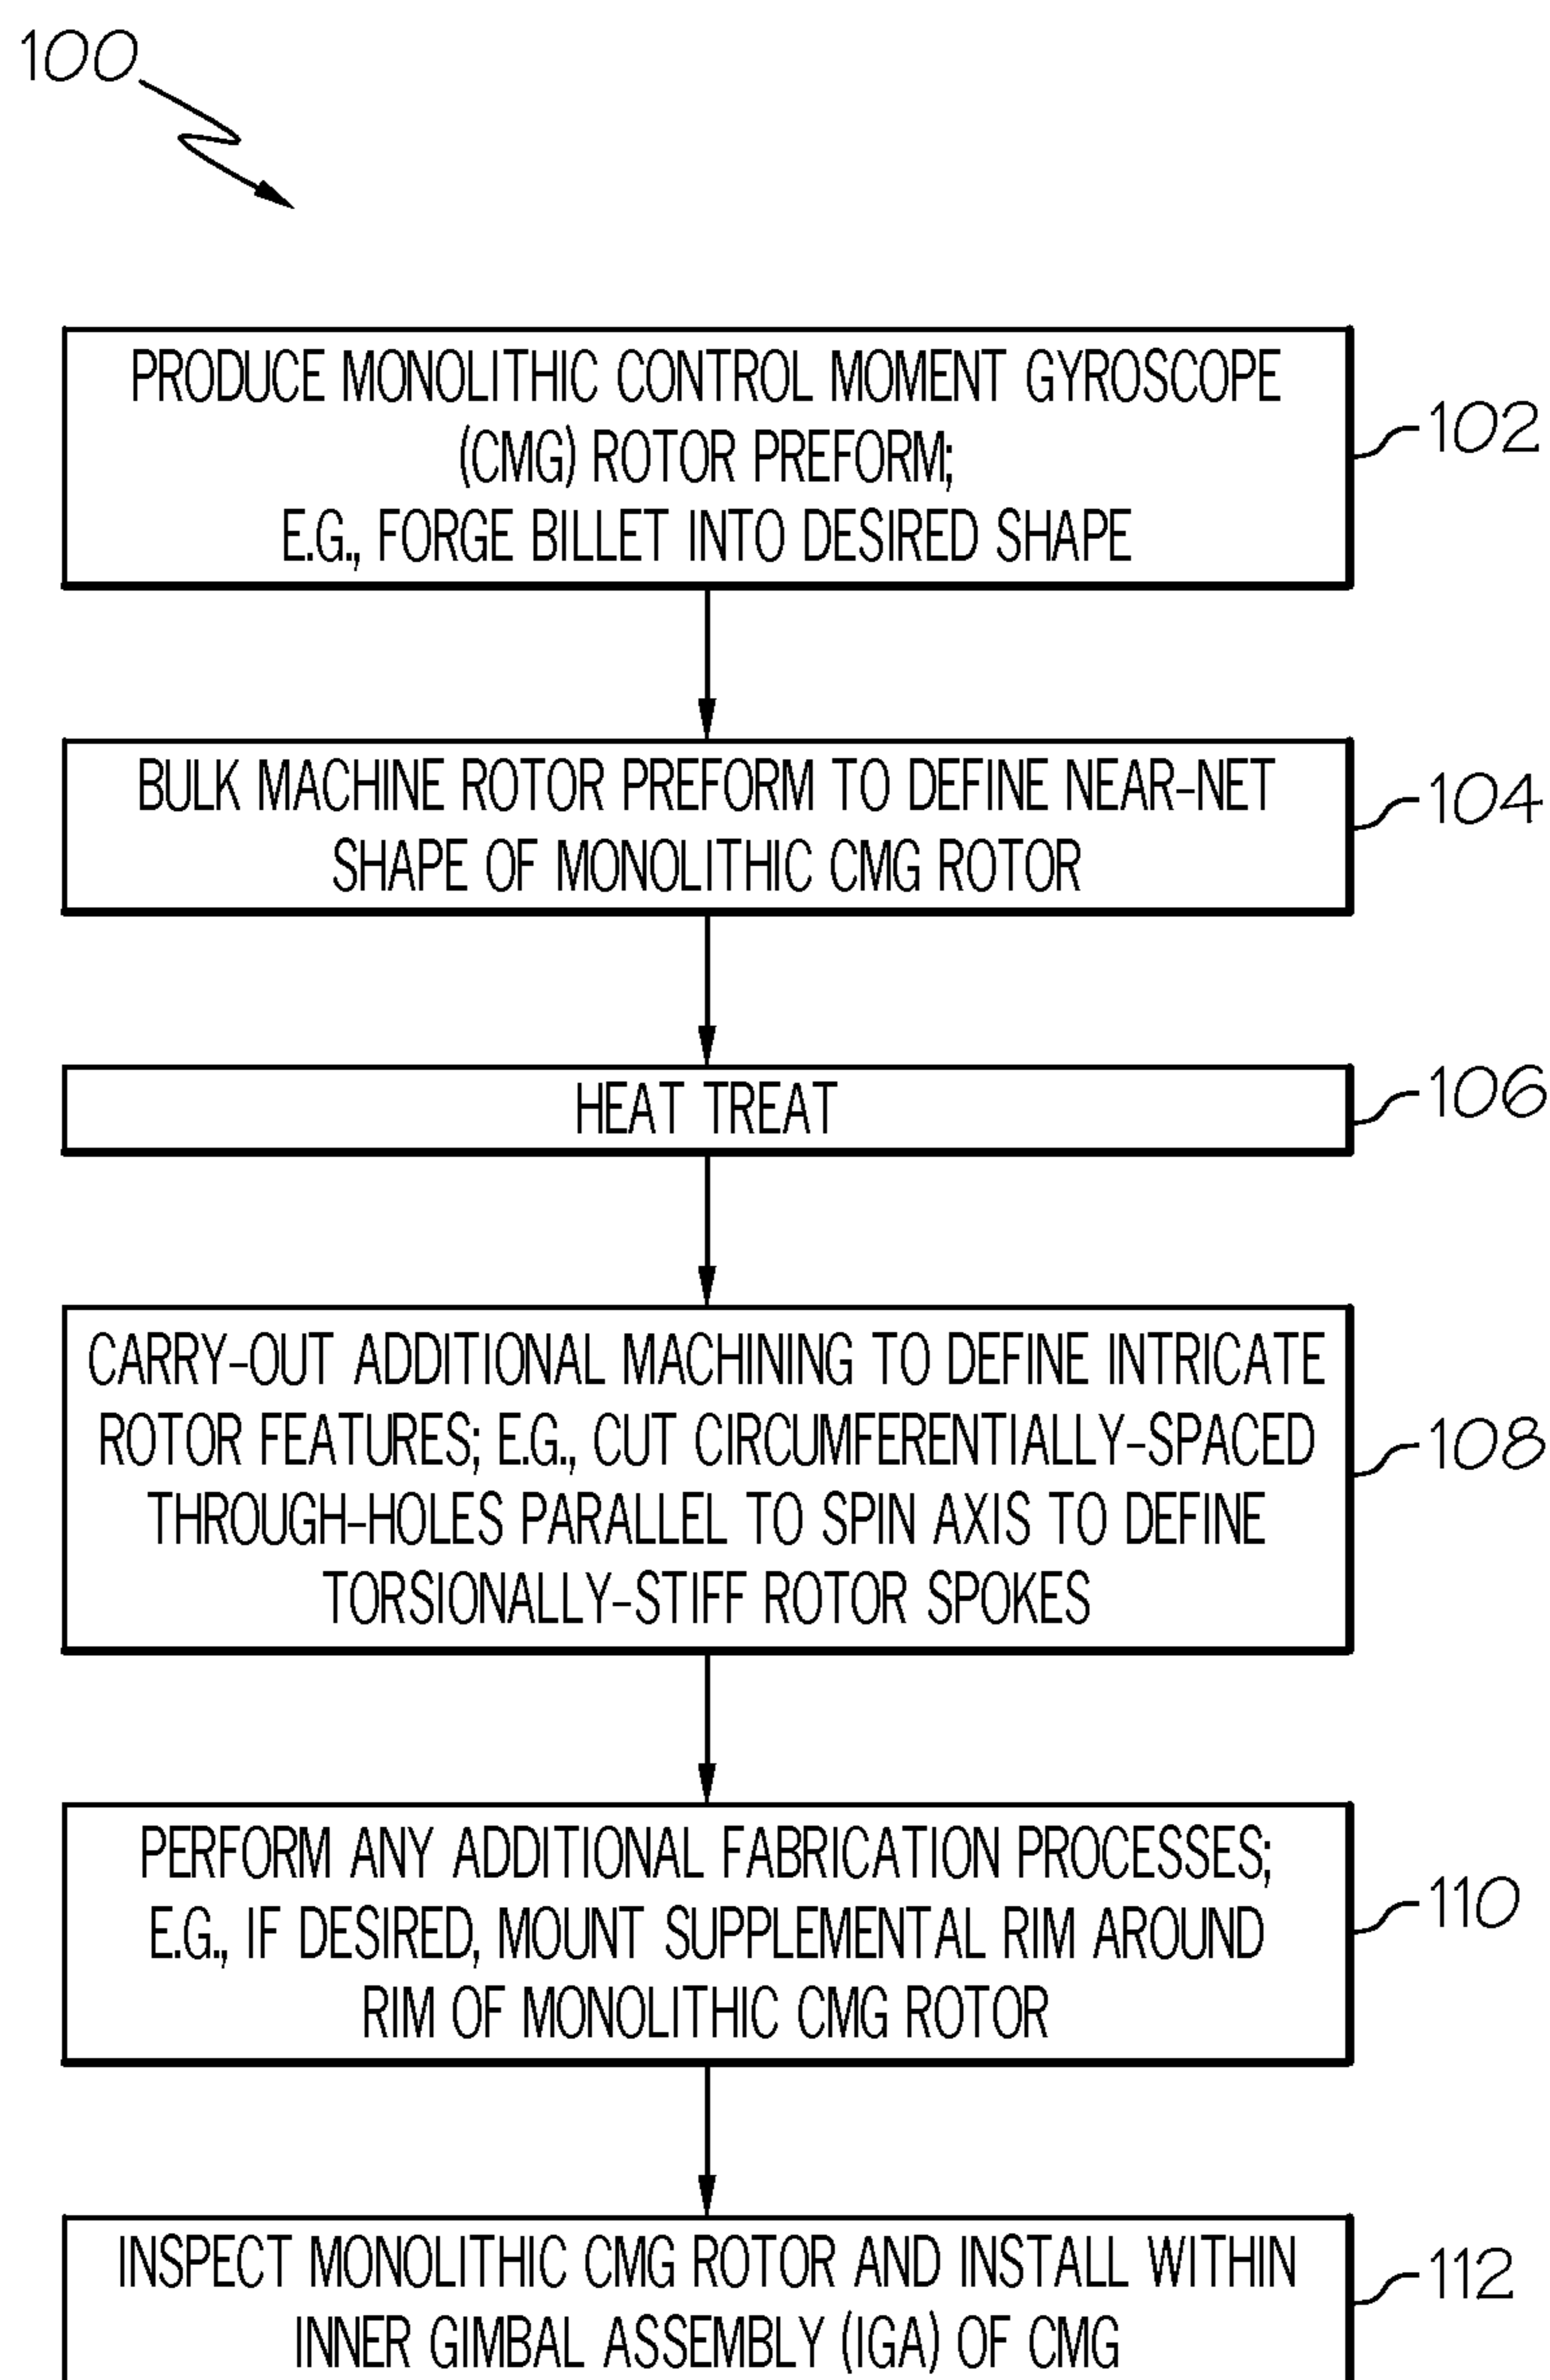 100
PRODUCE MONOLITHIC CONTROL MOMENT GYROSCOPE
(CMG) ROTOR PREFORM;
E.G., FORGE BILLET INTO DESIRED SHAPE
102
BULK MACHINE ROTOR PREFORM TO DEFINE NEAR-NET
SHAPE OF MONOLITHIC CMG ROTOR
104
HEAT TREAT
106
CARRY-OUT ADDITIONAL MACHINING TO DEFINE INTRICATE
ROTOR FEATURES; E.G., CUT CIRCUMFERENTIALLY-SPACED
THROUGH-HOLES PARALLEL TO SPIN AXIS TO DEFINE
TORSIONALLY-STIFF ROTOR SPOKES
108
PERFORM ANY ADDITIONAL FABRICATION PROCESSES;
E.G., IF DESIRED, MOUNT SUPPLEMENTAL RIM AROUND
RIM OF MONOLITHIC CMG ROTOR
110
INSPECT MONOLITHIC CMG ROTOR AND INSTALL WITHIN
INNER GIMBAL ASSEMBLY (IGA) OF CMG
112